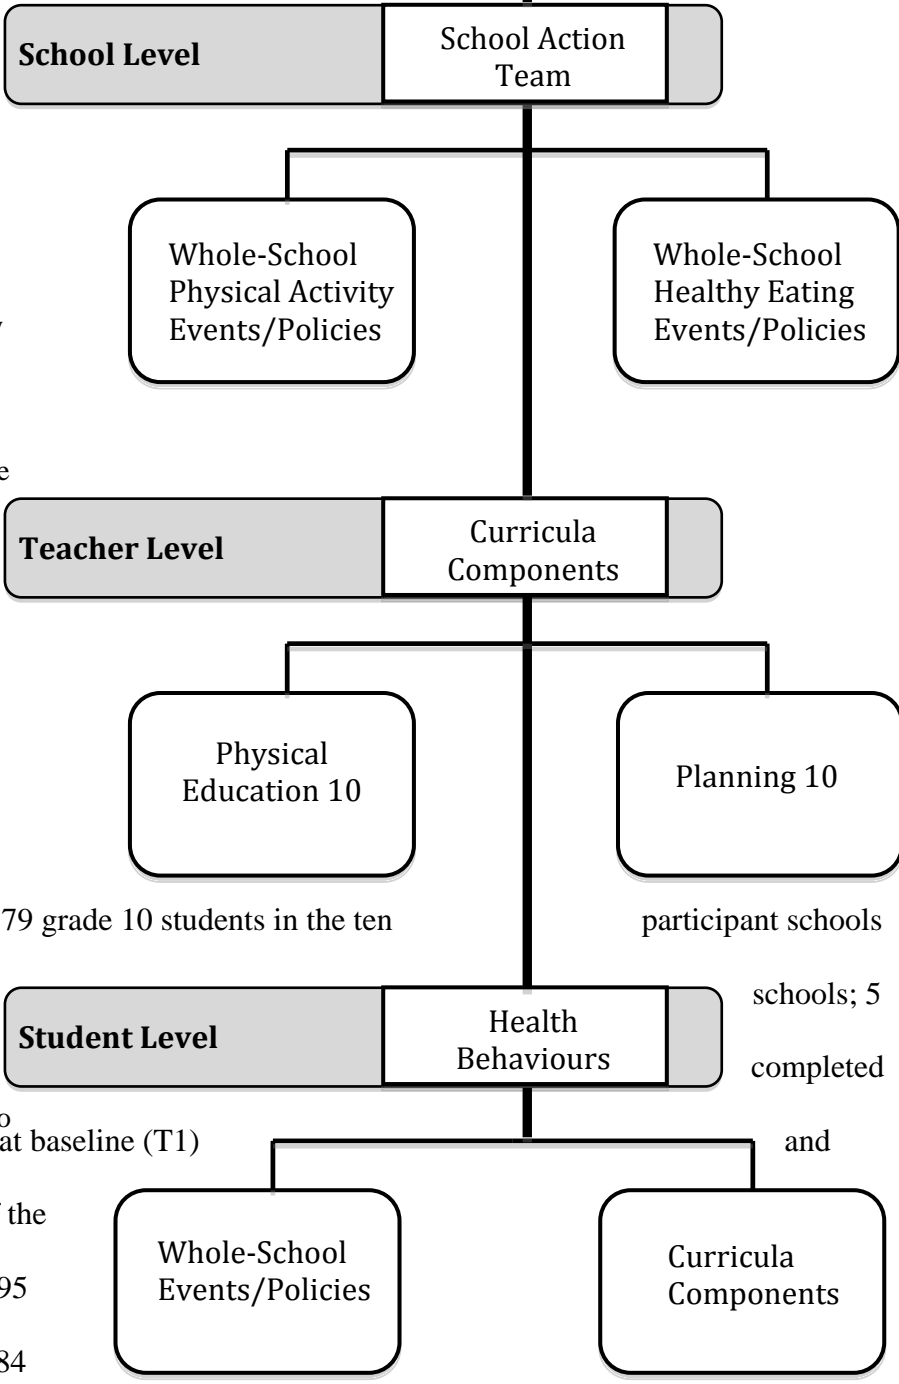 School Level
School Action
Team
Whole-School
Physical Activity
Events/Policies
Whole-School
Healthy Eating
Events/Policies
e
Teacher Level
Curricula
Components
Physical
Education 10
Planning 10
79 grade 10 students in the ten
participant schools
schools; 5
Student Level
Health
Behaviours
completed
o
at baseline (T1)
and
the
Whole-School
Events/Policies
Curricula
Components
95
84